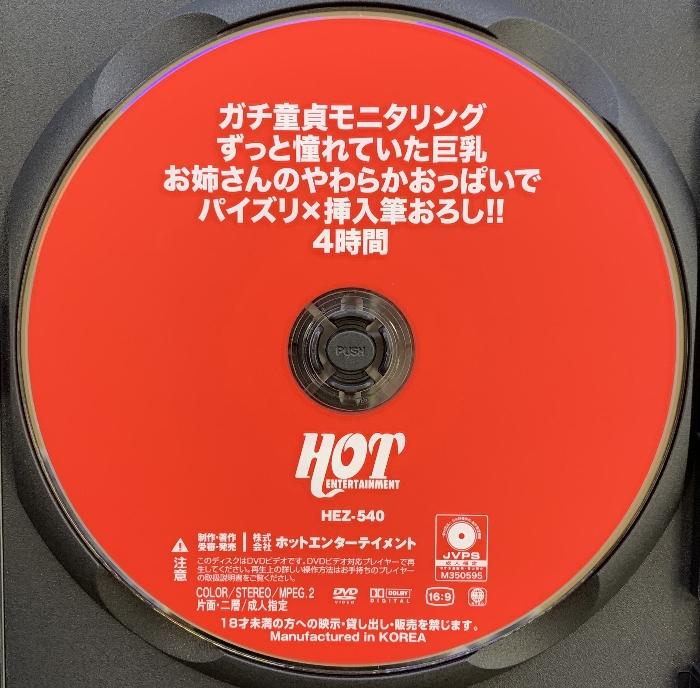 ガチ童貞モニタリング
ずっと憧れていた巨乳
お姉さんのやわらかおっぱいで
パイズリ×挿入筆おろし!!
4時間
PUSH
HOT
ENTERTAINMENT
HEZ-540
制作・著作 株式
受審・発売 会社 ホットエンターテイメント
注意
このディスクはDVDビデオです。DVDビデオ対応プレイヤーで再
生してください。再生上の詳しい操作方法はお手持ちのプレイヤー
の取扱説明書をご覧ください。
JVPS
成人指定
M350595
COLOR/STEREO/MPEG.2
片面・二層/成人指定
DVD
VIDEO
DOLBY
DIGITAL
16:9
18才未満の方への映示・貸し出し・販売を禁じます。
Manufactured in KOREA